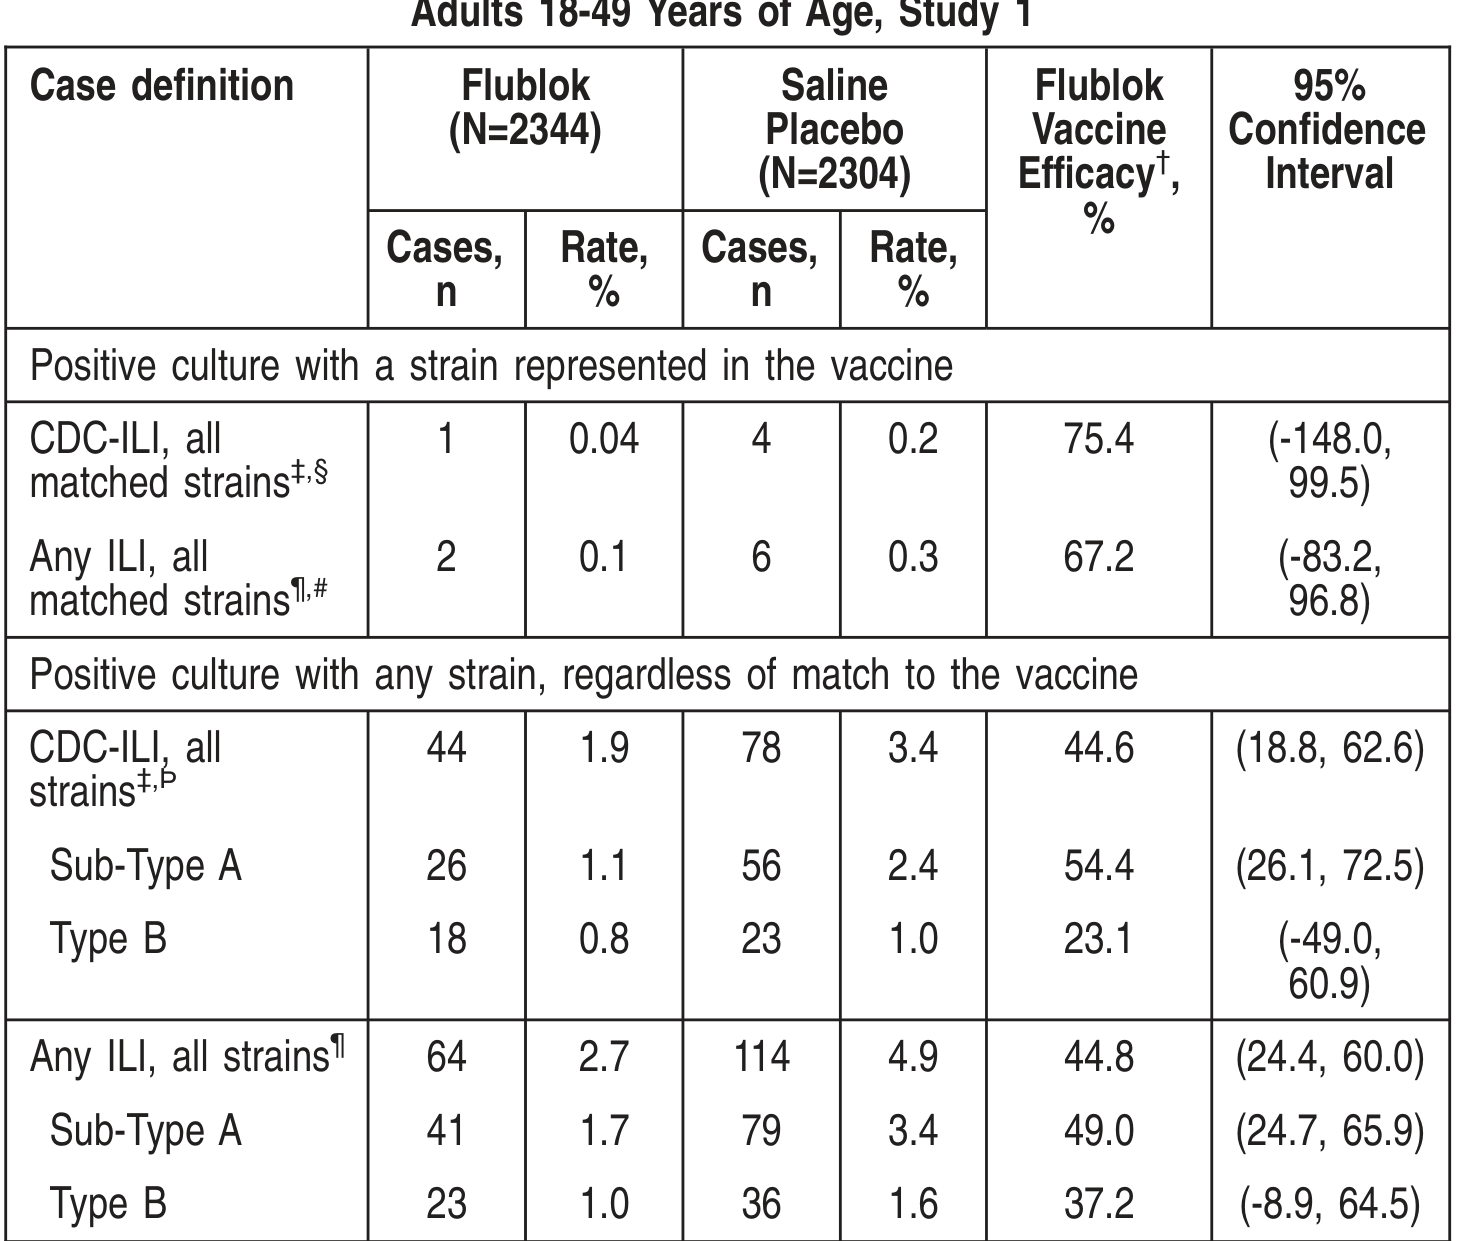 Adults 18-49 Years of Age, Study 1
Case definition
Flublok
(N=2344)
Saline
Placebo
(N=2304)
Flublok
Vaccine
Efficacy†,
%
95%
Confidence
Interval
Cases,
n
Rate,
%
Cases,
n
Rate,
%
Positive culture with a strain represented in the vaccine
CDC-ILI, all
matched strains‡,§
1
0.04
4
0.2
75.4
(-148.0,
99.5)
Any ILI, all
matched strains¶,#
2
0.1
6
0.3
67.2
(-83.2,
96.8)
Positive culture with any strain, regardless of match to the vaccine
CDC-ILI, all
strains‡,Þ
44
1.9
78
3.4
44.6
(18.8, 62.6)
Sub-Type A
26
1.1
56
2.4
54.4
(26.1, 72.5)
Type B
18
0.8
23
1.0
23.1
(-49.0,
60.9)
Any ILI, all strains¶
64
2.7
114
4.9
44.8
(24.4, 60.0)
Sub-Type A
41
1.7
79
3.4
49.0
(24.7, 65.9)
Type B
23
1.0
36
1.6
37.2
(-8.9, 64.5)